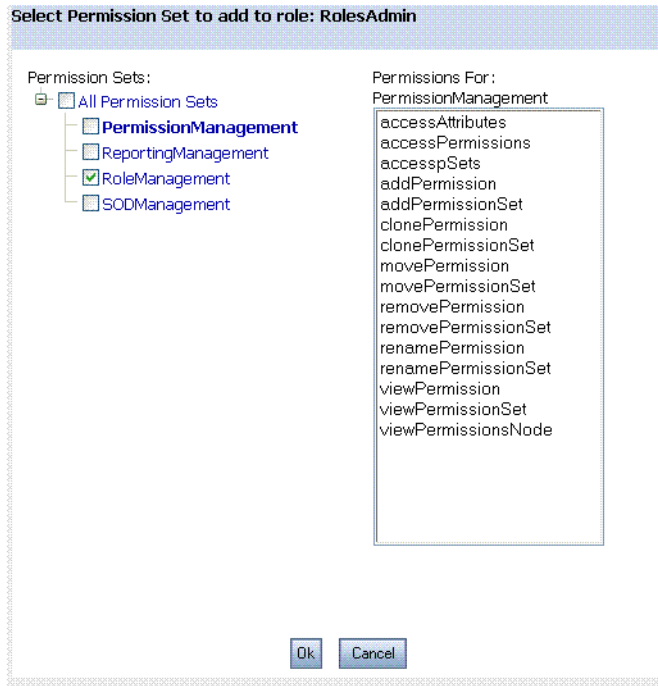 Select Permission Set to add to role: RolesAdmin
Permission Sets:
All Permission Sets
PermissionManagement
ReportingManagement
RoleManagement
SODManagement
Permissions For:
PermissionManagement
accessAttributes
accessPermissions
accesspSets
addPermission
addPermissionSet
clonePermission
clonePermissionSet
movePermission
movePermissionSet
removePermission
removePermissionSet
renamePermission
renamePermissionSet
viewPermission
viewPermissionSet
viewPermissionsNode
Ok Cancel